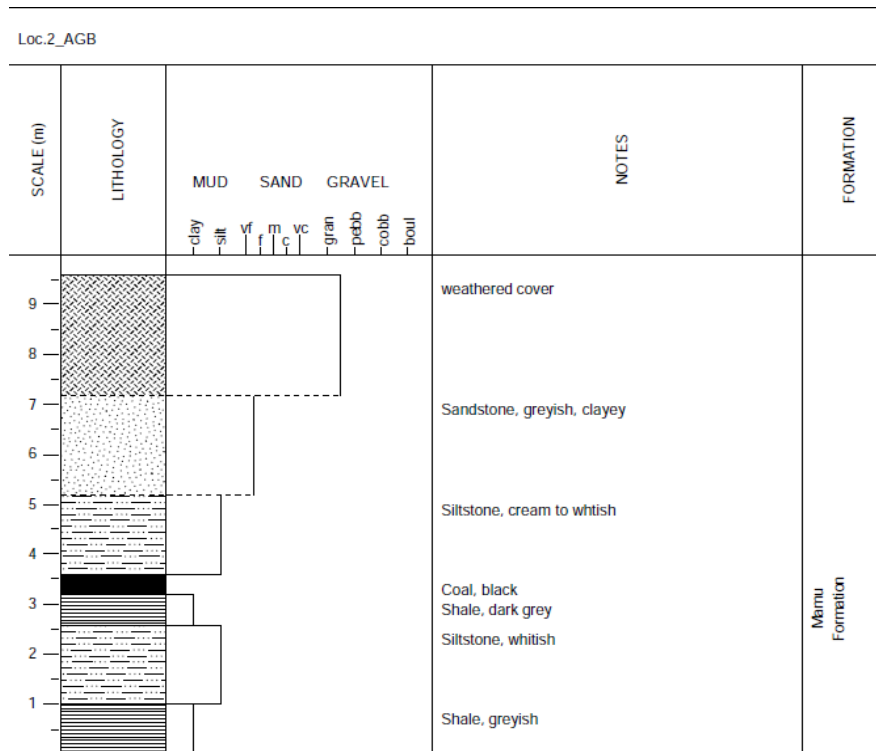 Loc.2_AGB
SCALE (m)
LITHOLOGY
MUD SAND GRAVEL
clay
silt
vf
f
m
c
vc
gran
pebb
cobb
boul
NOTES
FORMATION
9
8
7
6
5
4
3
2
1
weathered cover
Sandstone, greyish, clayey
Siltstone, cream to whtish
Coal, black
Shale, dark grey
Siltstone, whitish
Shale, greyish
Mamu
Formation